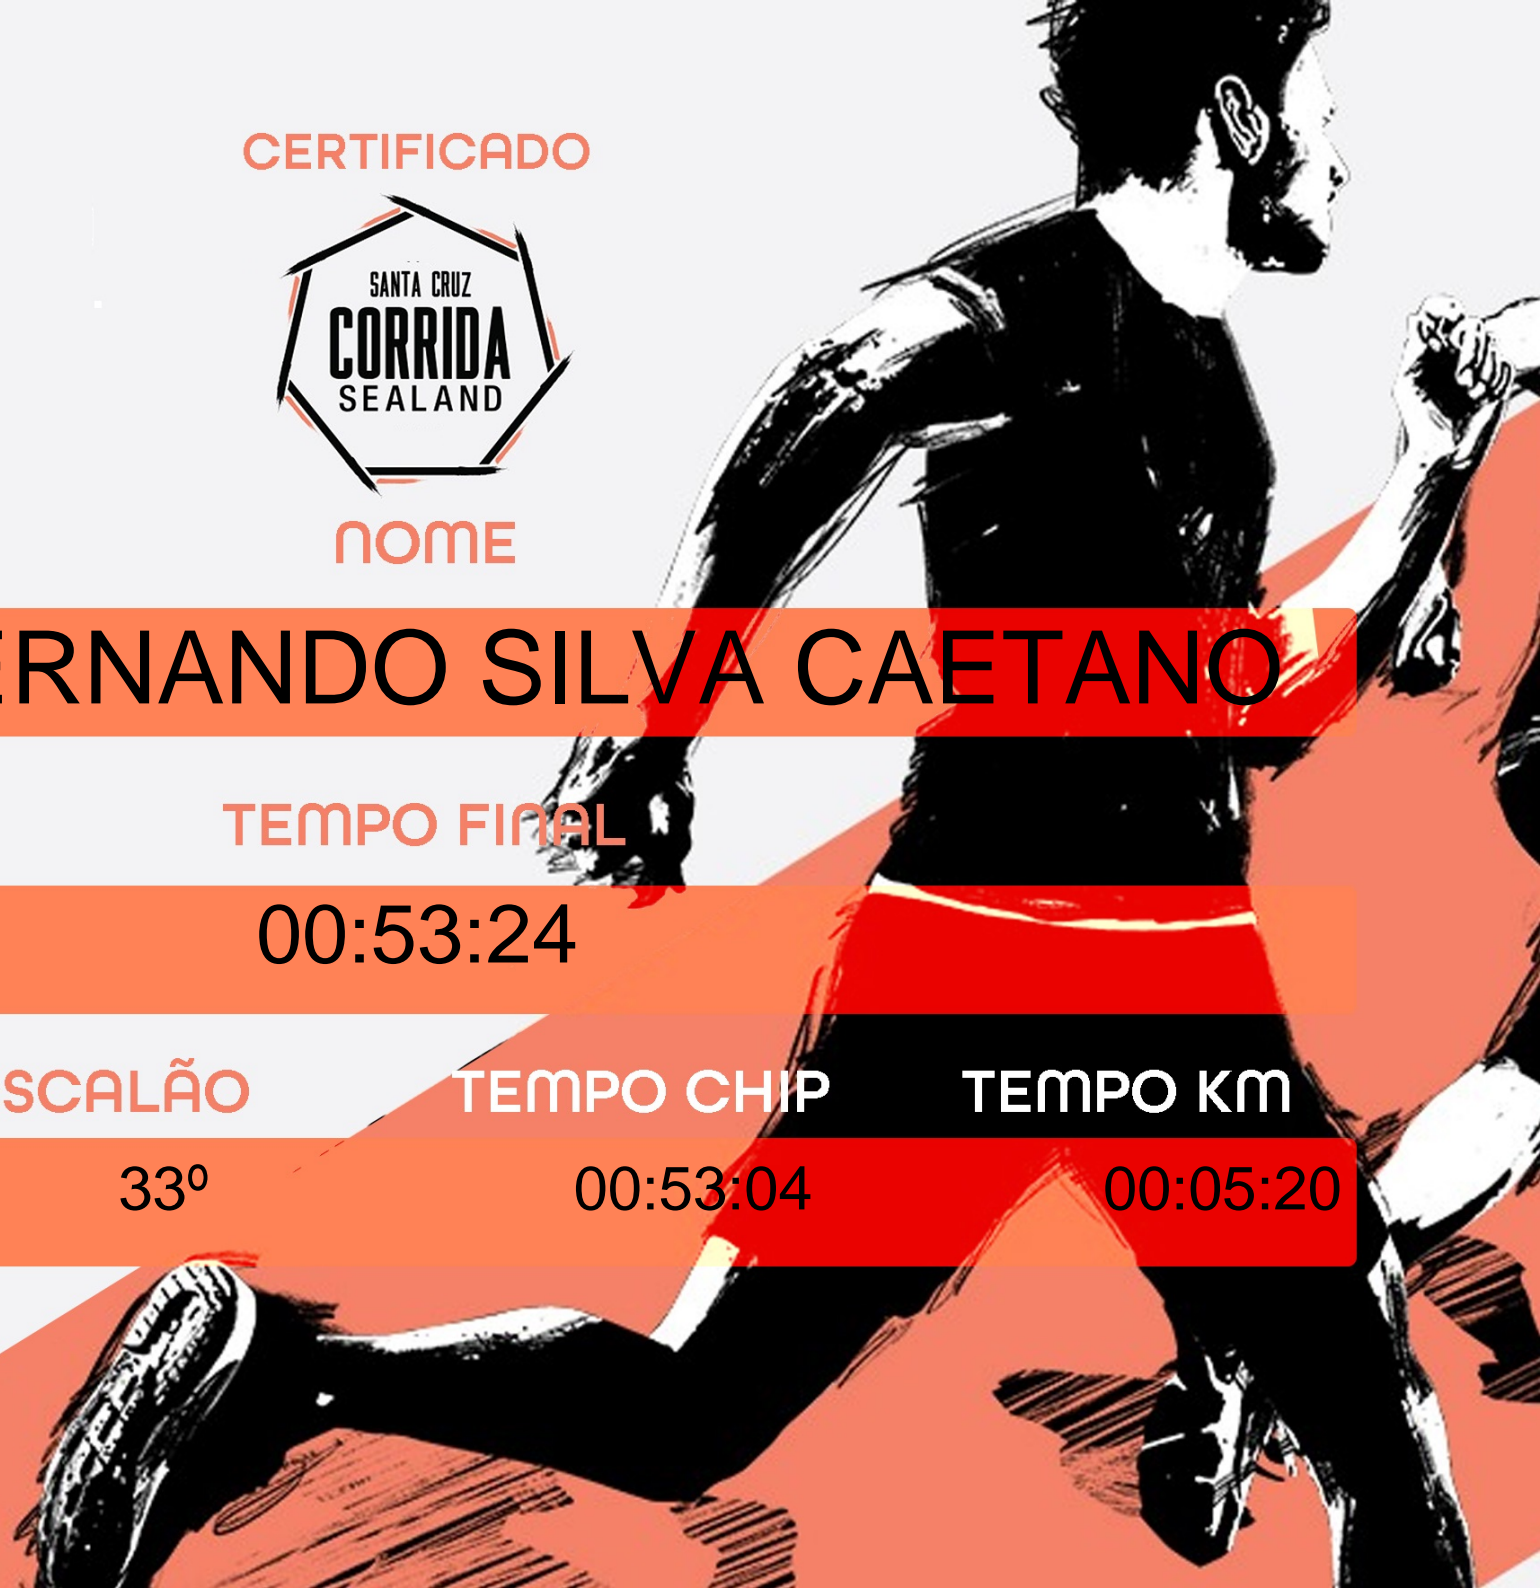 CERTIFICADO
SANTA CRUZ
CORRIDA
SEALAND
NOME
ERNANDO SILVA CAETANO
TEMPO FINAL
00:53:24
SCALÃO TEMPO CHIP TEMPO KM
33º 00:53:04 00:05:20